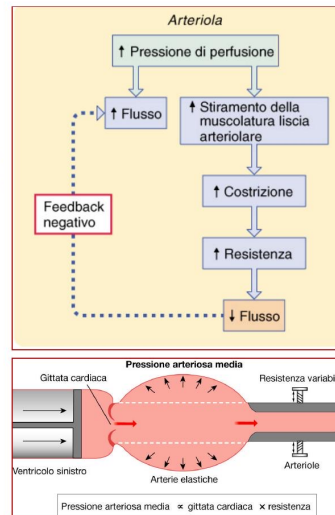 Arteriola
↑ Pressione di perfusione
↑ Flusso
↑ Stiramento della
muscolatura liscia
arteriolare
↑ Costrizione
Feedback
negativo
↑ Resistenza
↓ Flusso
Pressione arteriosa media
Gittata cardiaca
Resistenza variabi
Ventricolo sinistro
Arterie elastiche
Arteriole
Pressione arteriosa media ∝ gittata cardiaca × resistenza